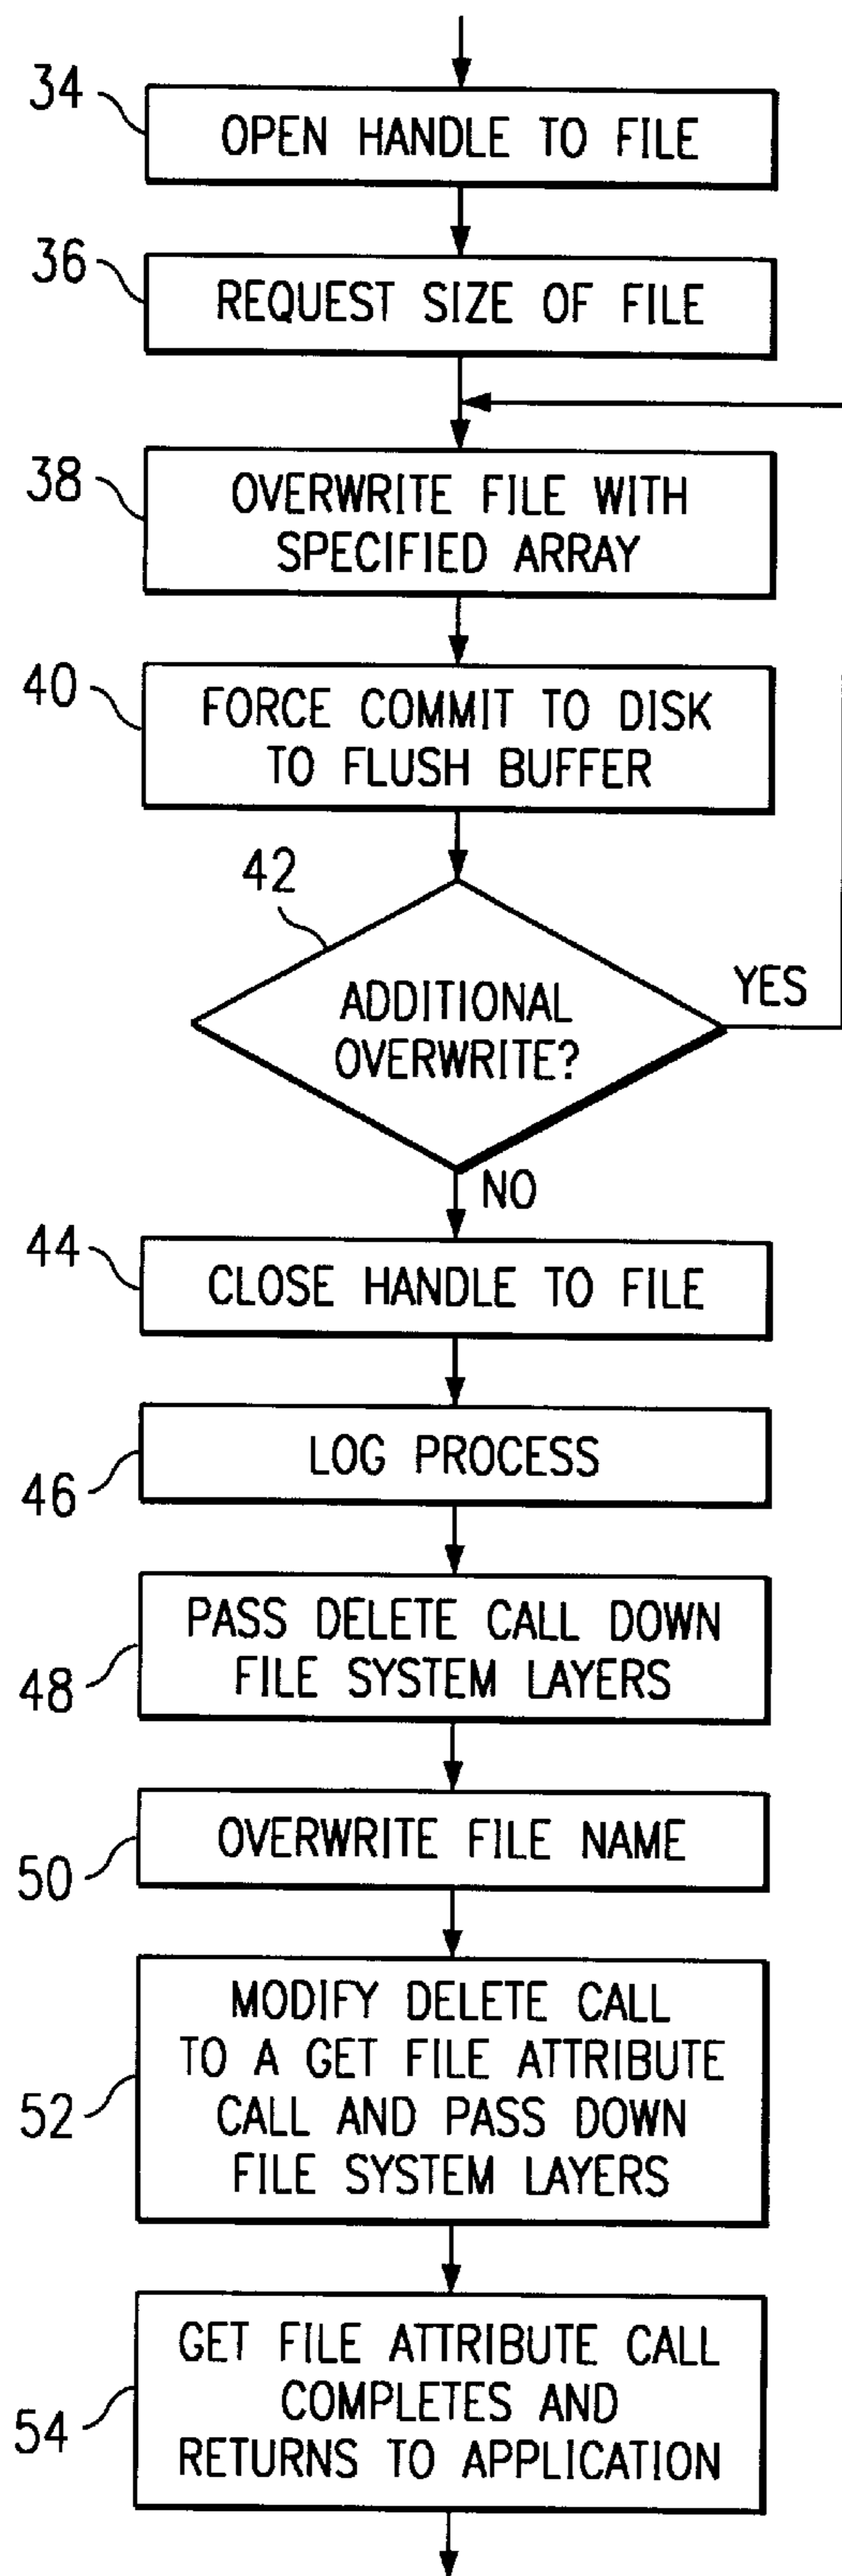 34
OPEN HANDLE TO FILE
36
REQUEST SIZE OF FILE
38
OVERWRITE FILE WITH
SPECIFIED ARRAY
40
FORCE COMMIT TO DISK
TO FLUSH BUFFER
42
ADDITIONAL
OVERWRITE?
YES
NO
44
CLOSE HANDLE TO FILE
46
LOG PROCESS
48
PASS DELETE CALL DOWN
FILE SYSTEM LAYERS
50
OVERWRITE FILE NAME
52
MODIFY DELETE CALL
TO A GET FILE ATTRIBUTE
CALL AND PASS DOWN
FILE SYSTEM LAYERS
54
GET FILE ATTRIBUTE CALL
COMPLETES AND
RETURNS TO APPLICATION